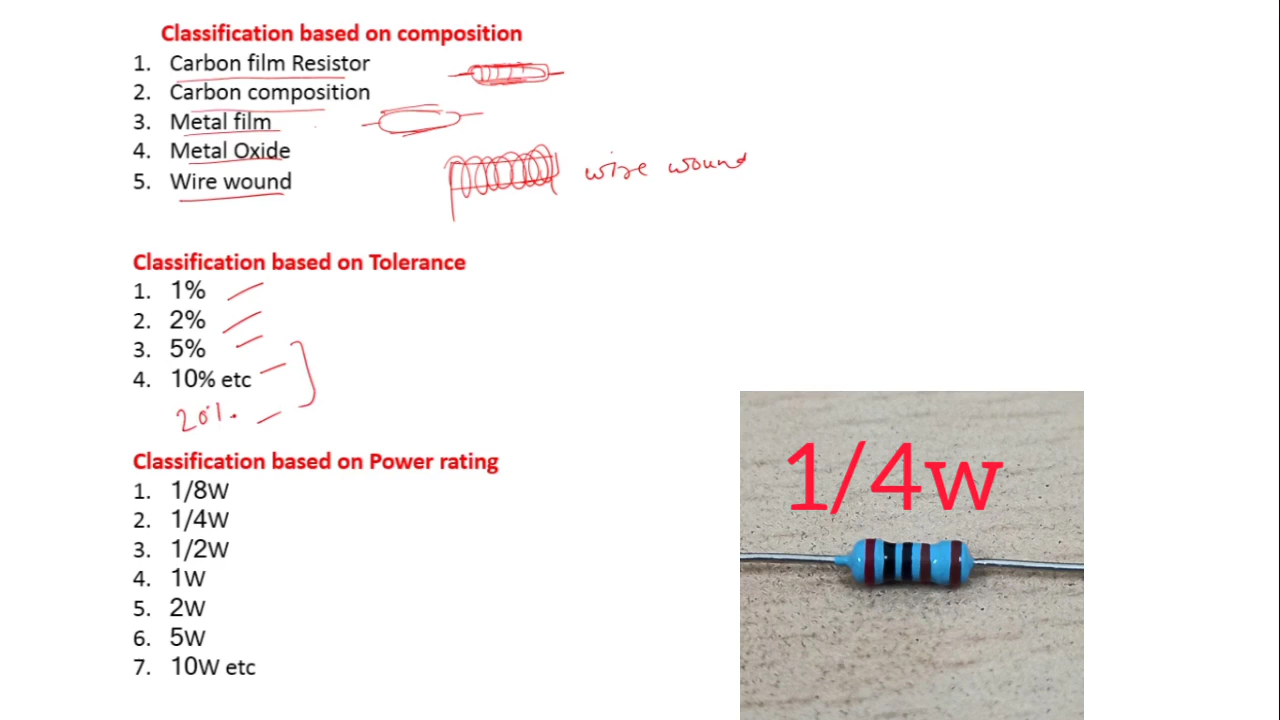 Classification based on composition
1. Carbon film Resistor
2. Carbon composition
3. Metal film
4. Metal Oxide
5. Wire wound
wire wound
Classification based on Tolerance
1. 1%
2. 2%
3. 5%
4. 10% etc
20%
Classification based on Power rating
1. 1/8W
2. 1/4W
3. 1/2W
4. 1W
5. 2W
6. 5W
7. 10W etc
1/4w